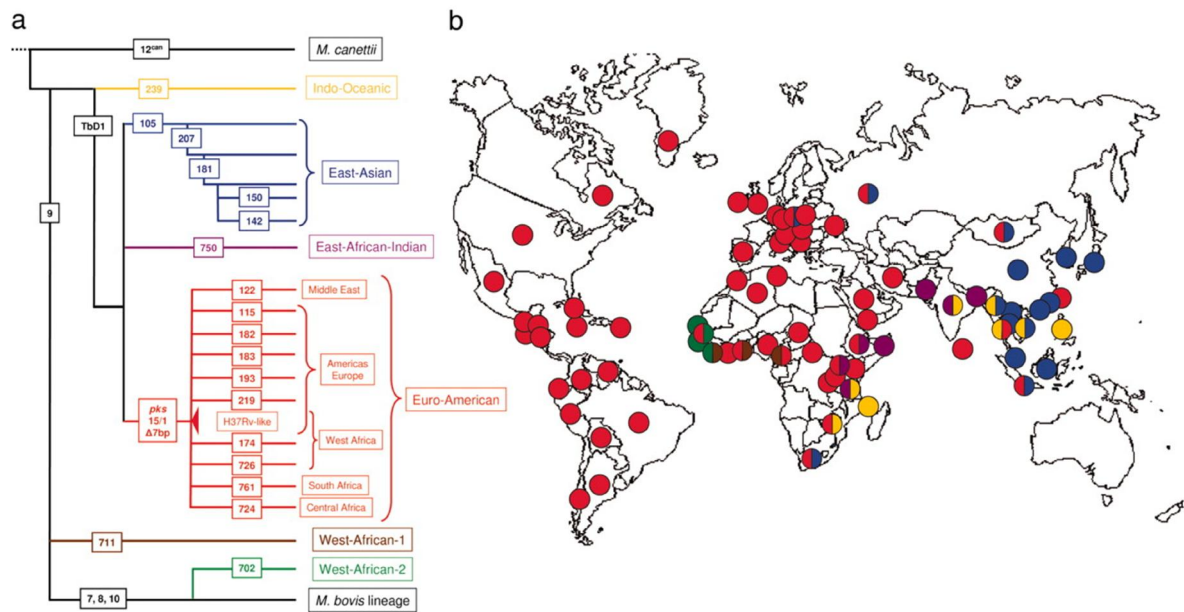 a
b
12can
M. canettii
239
Indo-Oceanic
TbD1
105
207
181
East-Asian
150
142
9
750
East-African-Indian
122
Middle East
115
182
183
Americas
Europe
193
219
H37Rv-like
Euro-American
pks
15/1
Δ7bp
West Africa
174
726
761
South Africa
724
Central Africa
711
West-African-1
702
West-African-2
7, 8, 10
M. bovis lineage